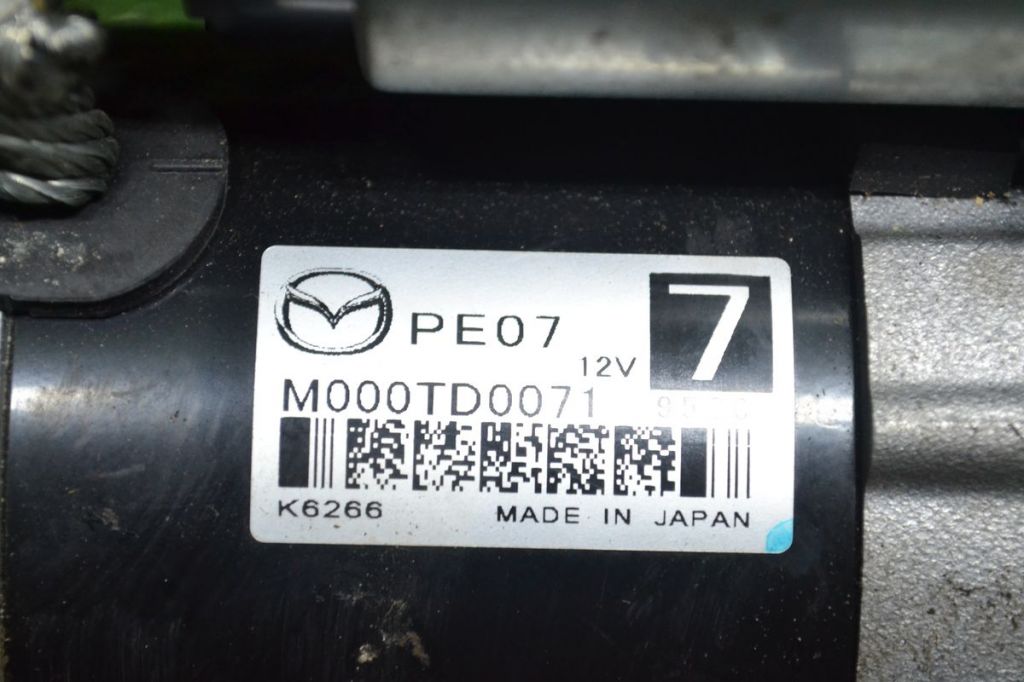 PE07
12V
7
M000TD0071
K6266
MADE IN JAPAN